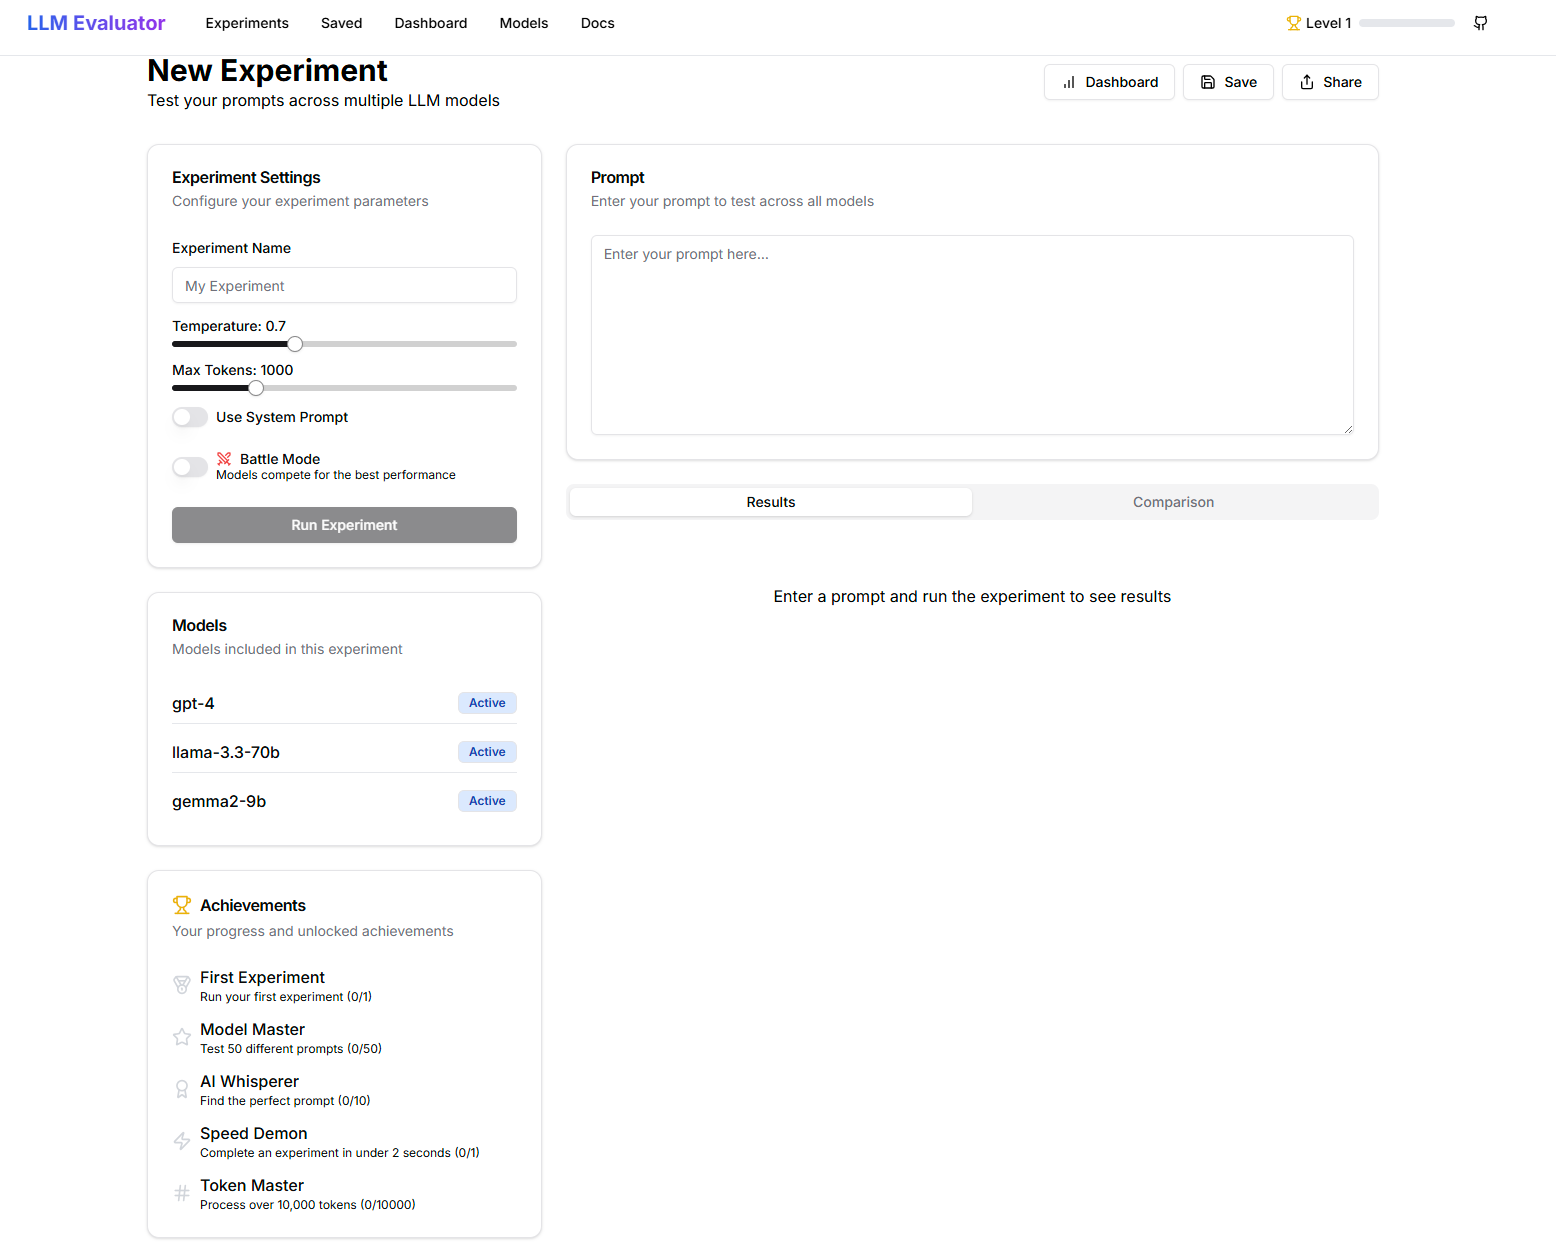 LLM Evaluator
Experiments
Saved
Dashboard
Models
Docs
Level 1
New Experiment
Test your prompts across multiple LLM models
Dashboard
Save
Share
Experiment Settings
Configure your experiment parameters
Experiment Name
My Experiment
Temperature: 0.7
Max Tokens: 1000
Use System Prompt
Battle Mode
Models compete for the best performance
Run Experiment
Models
Models included in this experiment
gpt-4
Active
llama-3.3-70b
Active
gemma2-9b
Active
Achievements
Your progress and unlocked achievements
First Experiment
Run your first experiment (0/1)
Model Master
Test 50 different prompts (0/50)
AI Whisperer
Find the perfect prompt (0/10)
Speed Demon
Complete an experiment in under 2 seconds (0/1)
Token Master
Process over 10,000 tokens (0/10000)
Prompt
Enter your prompt to test across all models
Enter your prompt here...
Results
Comparison
Enter a prompt and run the experiment to see results